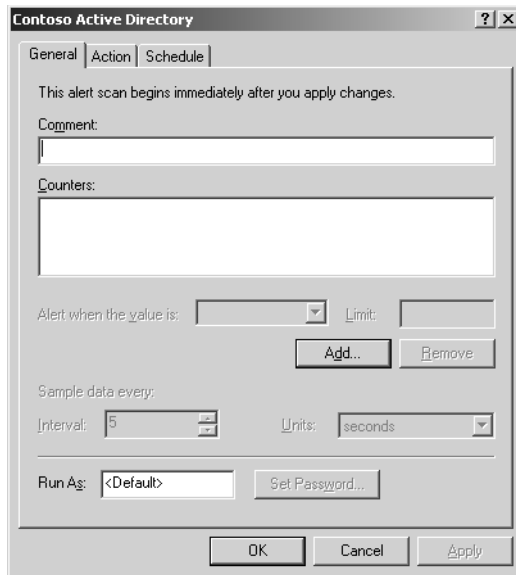 Contoso Active Directory
General Action Schedule
This alert scan begins immediately after you apply changes.
Comment:
Counters:
Alert when the value is: Limit:
Add... Remove
Sample data every:
Interval: 5 Units: seconds
Run As: <Default> Set Password...
OK Cancel Apply